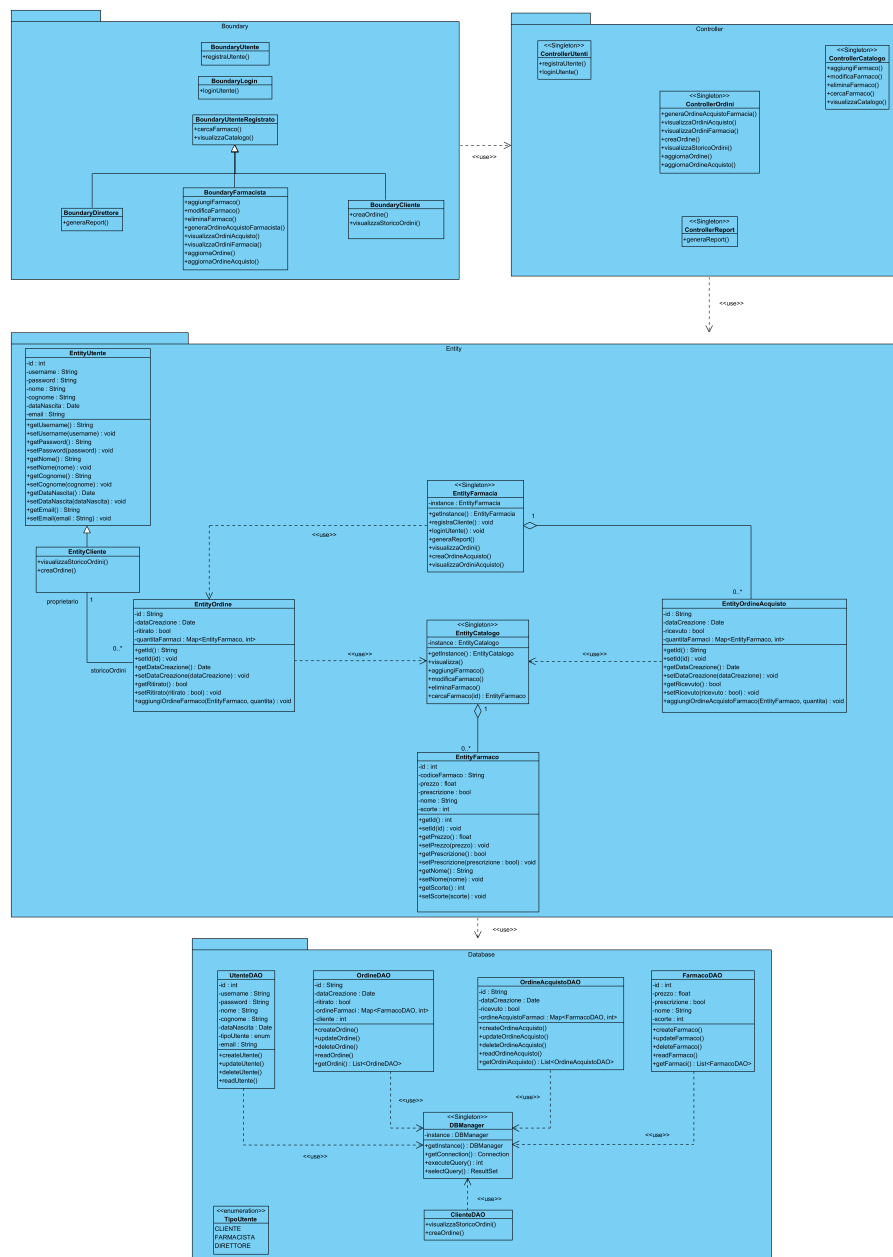 Boundary
BoundaryUtente
+registraUtente()
BoundaryLogin
+loginUtente()
BoundaryUtenteRegistrato
+cercaFarmaco()
+visualizzaCatalogo()
BoundaryDirettore
+generaReport()
BoundaryFarmacista
+aggiungiFarmaco()
+modificaFarmaco()
+eliminaFarmaco()
+generaOrdineAcquistoFarmacista()
+visualizzaOrdiniAcquisto()
+visualizzaOrdiniFarmacia()
+aggiornaOrdine()
+aggiornaOrdineAcquisto()
BoundaryCliente
+creaOrdine()
+visualizzaStoricoOrdini()
<<use>>
Controller
<<Singleton>>
ControllerUtenti
+registraUtente()
+loginUtente()
<<Singleton>>
ControllerCatalogo
+aggiungiFarmaco()
+modificaFarmaco()
+eliminaFarmaco()
+cercaFarmaco()
+visualizzaCatalogo()
<<Singleton>>
ControllerOrdini
+generaOrdineAcquistoFarmacia()
+visualizzaOrdiniAcquisto()
+visualizzaOrdiniFarmacia()
+creaOrdine()
+visualizzaStoricoOrdini()
+aggiornaOrdine()
+aggiornaOrdineAcquisto()
<<Singleton>>
ControllerReport
+generaReport()
<<use>>
Entity
EntityUtente
-id : int
-username : String
-password : String
-nome : String
-cognome : String
-dataNascita : Date
-email : String
+getUsername() : String
+setUsername(username) : void
+getPassword() : String
+setPassword(password) : void
+getNome() : String
+setNome(nome) : void
+getCognome() : String
+setCognome(cognome) : void
+getDataNascita() : Date
+setDataNascita(dataNascita) : void
+getEmail() : String
+setEmail(email : String) : void
EntityCliente
+visualizzaStoricoOrdini()
+creaOrdine()
proprietario
1
0..*
storicoOrdini
<<Singleton>>
EntityFarmacia
-instance : EntityFarmacia
+getInstance() : EntityFarmacia
+registraCliente() : void
+loginUtente() : void
+generaReport()
+visualizzaOrdini()
+creaOrdineAcquisto()
+visualizzaOrdiniAcquisto()
<<use>>
1
0..*
EntityOrdine
-id : String
-dataCreazione : Date
-ritirato : bool
-quantitaFarmaci : Map<EntityFarmaco, int>
+getId() : String
+setId(id) : void
+getDataCreazione() : Date
+setDataCreazione(dataCreazione) : void
+getRitirato() : bool
+setRitirato(ritirato : bool) : void
+aggiungiOrdineFarmaco(EntityFarmaco, quantita) : void
<<use>>
<<Singleton>>
EntityCatalogo
-instance : EntityCatalogo
+getInstance() : EntityCatalogo
+visualizza()
+aggiungiFarmaco()
+modificaFarmaco()
+eliminaFarmaco()
+cercaFarmaco(id) : EntityFarmaco
<<use>>
EntityOrdineAcquisto
-id : String
-dataCreazione : Date
-ricevuto : bool
-quantitaFarmaci : Map<EntityFarmaco, int>
+getId() : String
+setId(id) : void
+getDataCreazione() : Date
+setDataCreazione(dataCreazione) : void
+getRicevuto() : bool
+setRicevuto(ricevuto : bool) : void
+aggiungiOrdineAcquistoFarmaco(EntityFarmaco, quantita) : void
1
0..*
EntityFarmaco
-id : int
-codiceFarmaco : String
-prezzo : float
-prescrizione : bool
-nome : String
-scorte : int
+getId() : int
+setId(id) : void
+getPrezzo() : float
+setPrezzo(prezzo) : void
+getPrescrizione() : bool
+setPrescrizione(prescrizione : bool) : void
+getNome() : String
+setNome(nome) : void
+getScorte() : int
+setScorte(scorte) : void
<<use>>
Database
UtenteDAO
-id : int
-username : String
-password : String
-nome : String
-cognome : String
-dataNascita : Date
-tipoUtente : enum
-email : String
+createUtente()
+updateUtente()
+deleteUtente()
+readUtente()
OrdineDAO
-id : String
-dataCreazione : Date
-ritirato : bool
-ordineFarmaci : Map<FarmacoDAO, int>
-cliente : int
+createOrdine()
+updateOrdine()
+deleteOrdine()
+readOrdine()
+getOrdini() : List<OrdineDAO>
OrdineAcquistoDAO
-id : String
-dataCreazione : Date
-ricevuto : bool
-ordineAcquistoFarmaci : Map<FarmacoDAO, int>
+createOrdineAcquisto()
+updateOrdineAcquisto()
+deleteOrdineAcquisto()
+readOrdineAcquisto()
+getOrdiniAcquisto() : List<OrdineAcquistoDAO>
FarmacoDAO
-id : int
-prezzo : float
-prescrizione : bool
-nome : String
-scorte : int
+createFarmaco()
+updateFarmaco()
+deleteFarmaco()
+readFarmaco()
+getFarmaci() : List<FarmacoDAO>
<<use>>
<<use>>
<<use>>
<<use>>
<<Singleton>>
DBManager
-instance : DBManager
+getInstance() : DBManager
+getConnection() : Connection
+executeQuery() : int
+selectQuery() : ResultSet
<<use>>
ClienteDAO
+visualizzaStoricoOrdini()
+creaOrdine()
<<enumeration>>
TipoUtente
CLIENTE
FARMACISTA
DIRETTORE